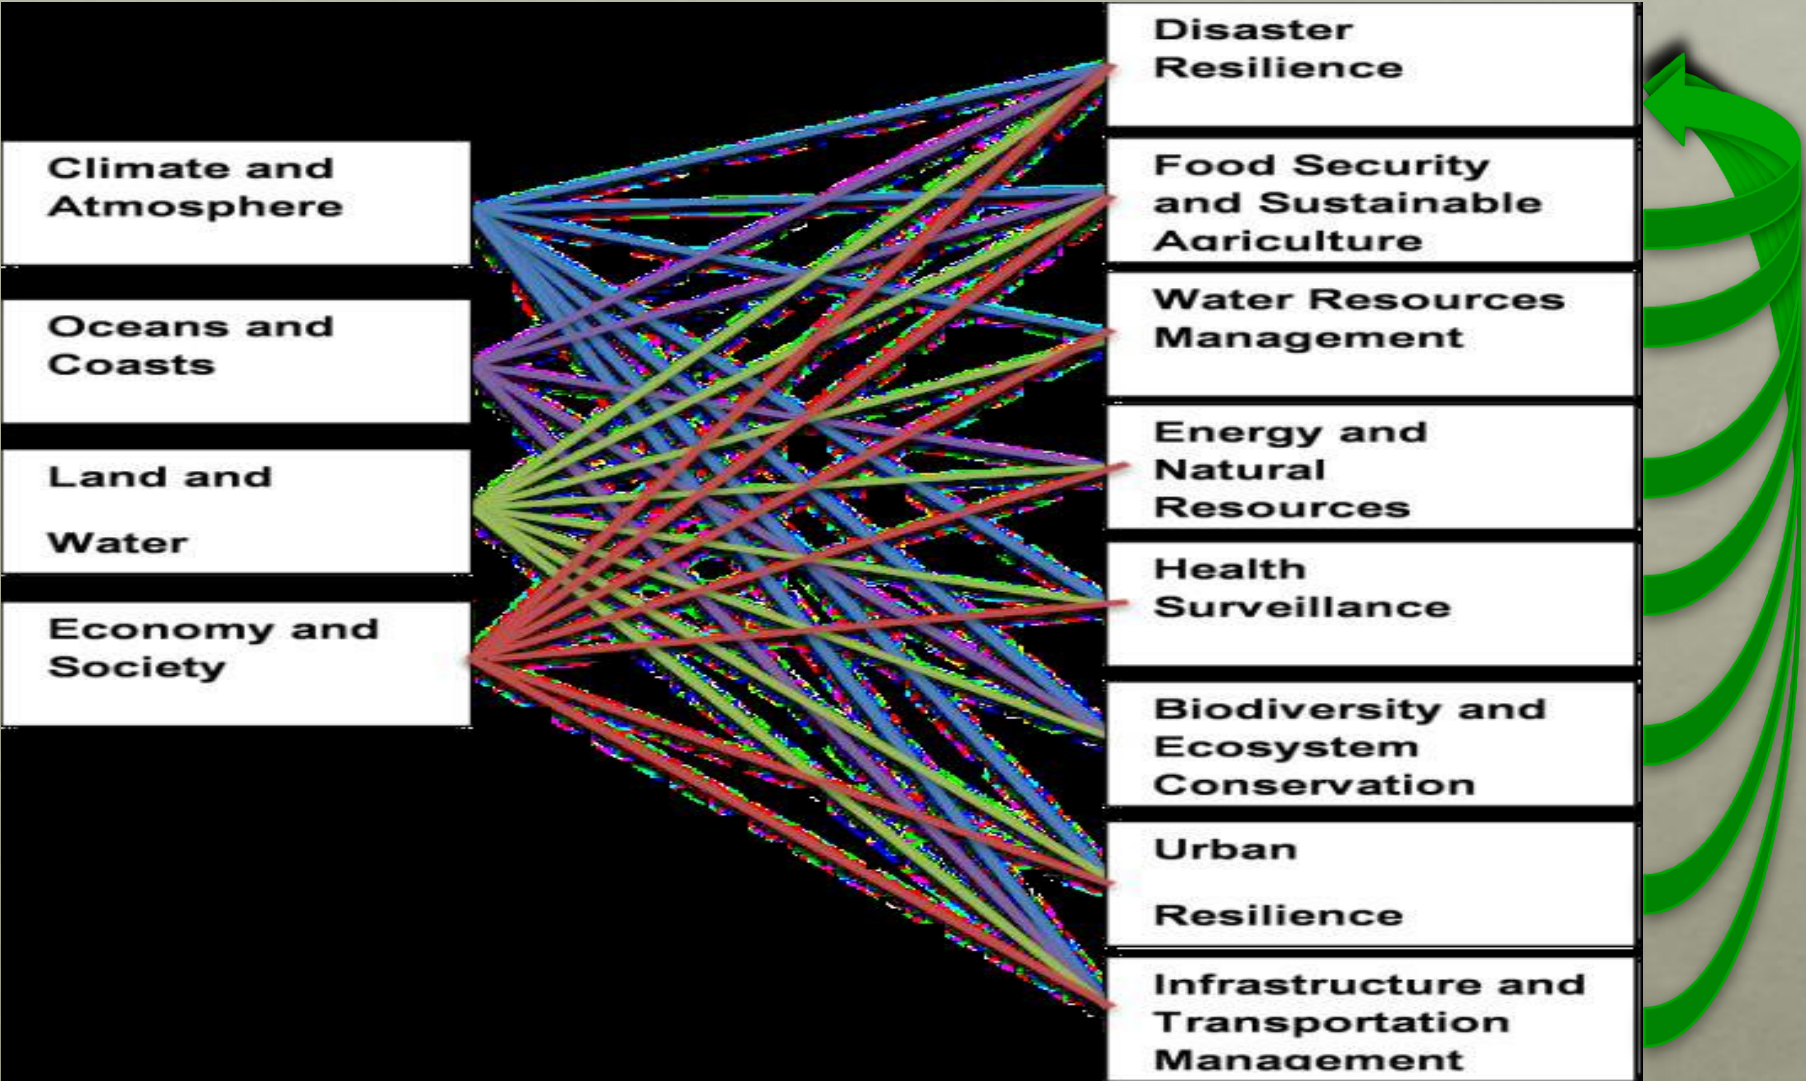 Climate and
Atmosphere
Oceans and
Coasts
Land and
Water
Economy and
Society
Disaster
Resilience
Food Security
and Sustainable
Agriculture
Water Resources
Management
Energy and
Natural
Resources
Health
Surveillance
Biodiversity and
Ecosystem
Conservation
Urban
Resilience
Infrastructure and
Transportation
Management